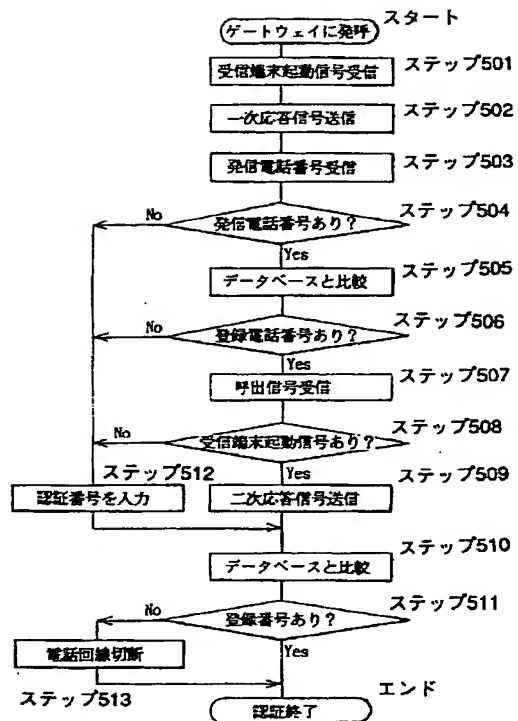 スタート
ゲートウェイに発呼
受信端末起動信号受信
ステップ501
一次応答信号送信
ステップ502
発信電話番号受信
ステップ503
発信電話番号あり?
ステップ504
No
Yes
データベースと比較
ステップ505
登録電話番号あり?
ステップ506
No
Yes
呼出信号受信
ステップ507
受信端末起動信号あり?
ステップ508
No
Yes
ステップ512
認証番号を入力
二次応答信号送信
ステップ509
データベースと比較
ステップ510
登録番号あり?
ステップ511
No
Yes
電話回線切断
ステップ513
エンド
認証終了